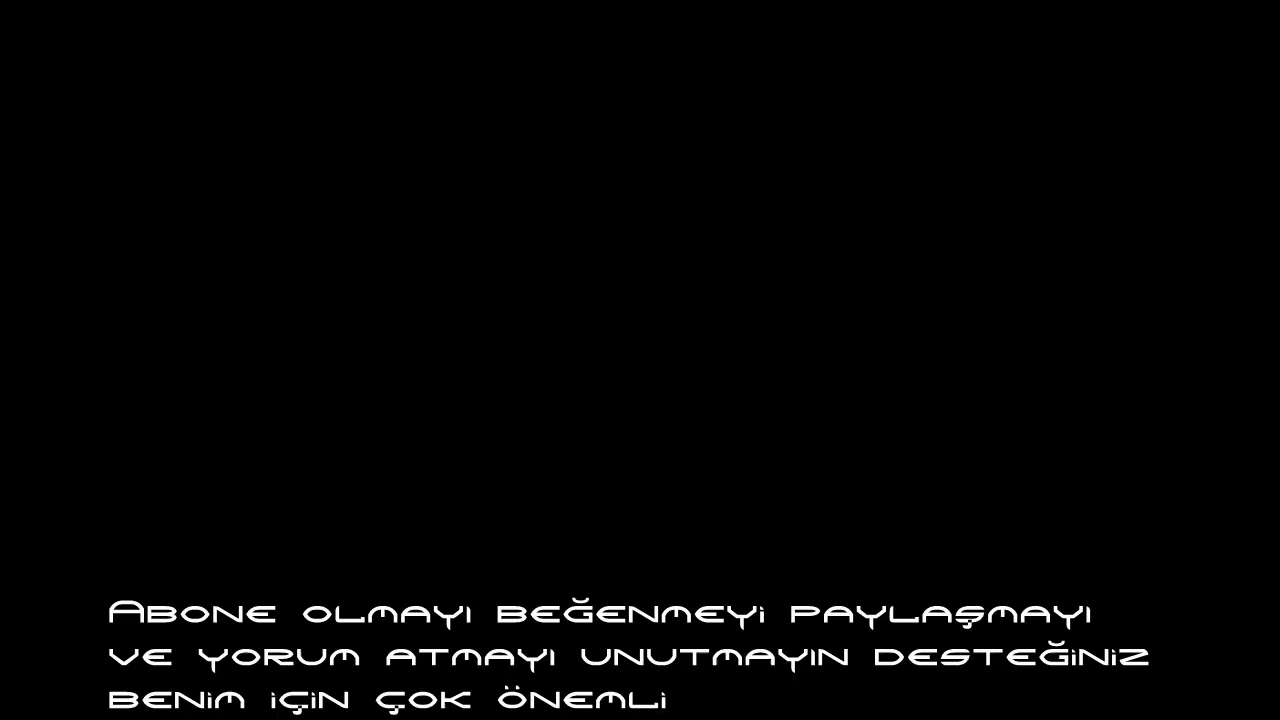 Abone olmayı beğenmeyi paylaşmayı
ve yorum atmayı unutmayın desteğiniz
benim için çok önemli